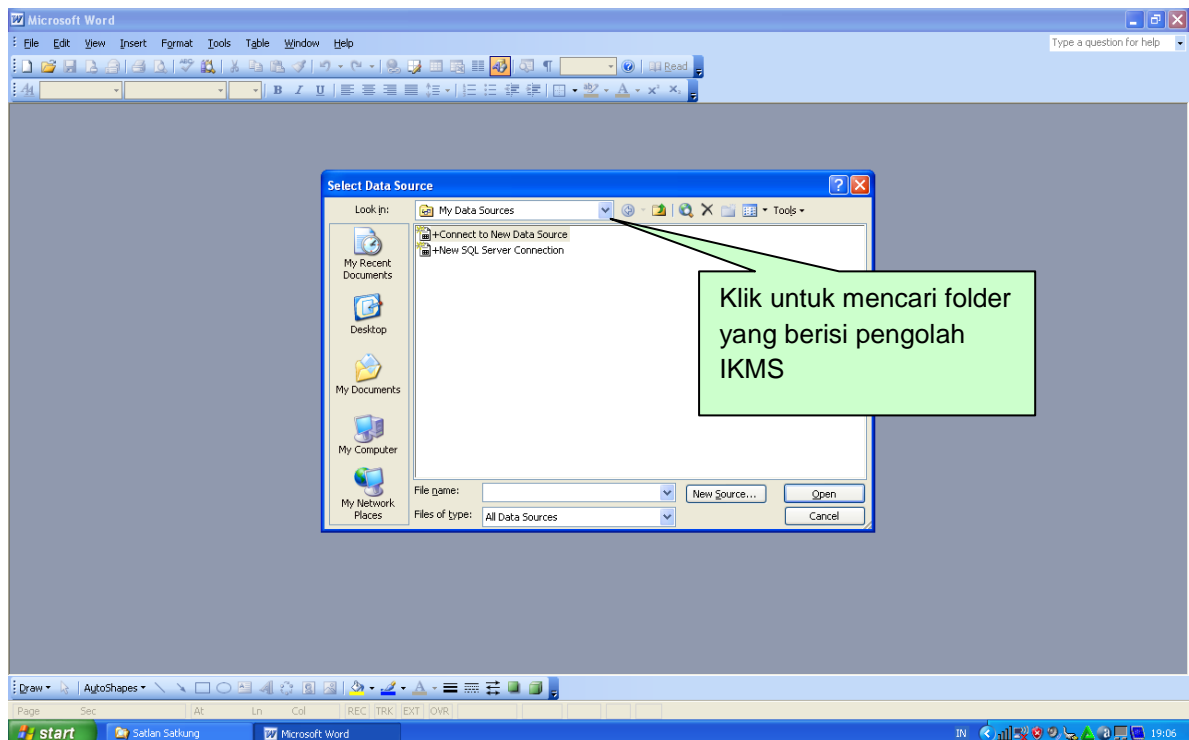 Microsoft Word
File Edit View Insert Format Tools Table Window Help
Type a question for help
Read
B I U
Select Data Source
Look in: My Data Sources Tools
+Connect to New Data Source
+New SQL Server Connection
My Recent
Documents
Desktop
My Documents
My Computer
My Network
Places
Klik untuk mencari folder
yang berisi pengolah
IKMS
File name: New Source... Open
Files of type: All Data Sources Cancel
Draw AutoShapes
Page Sec At Ln Col REC TRK EXT OVR
start Satlan Satkung Microsoft Word IN 19:06